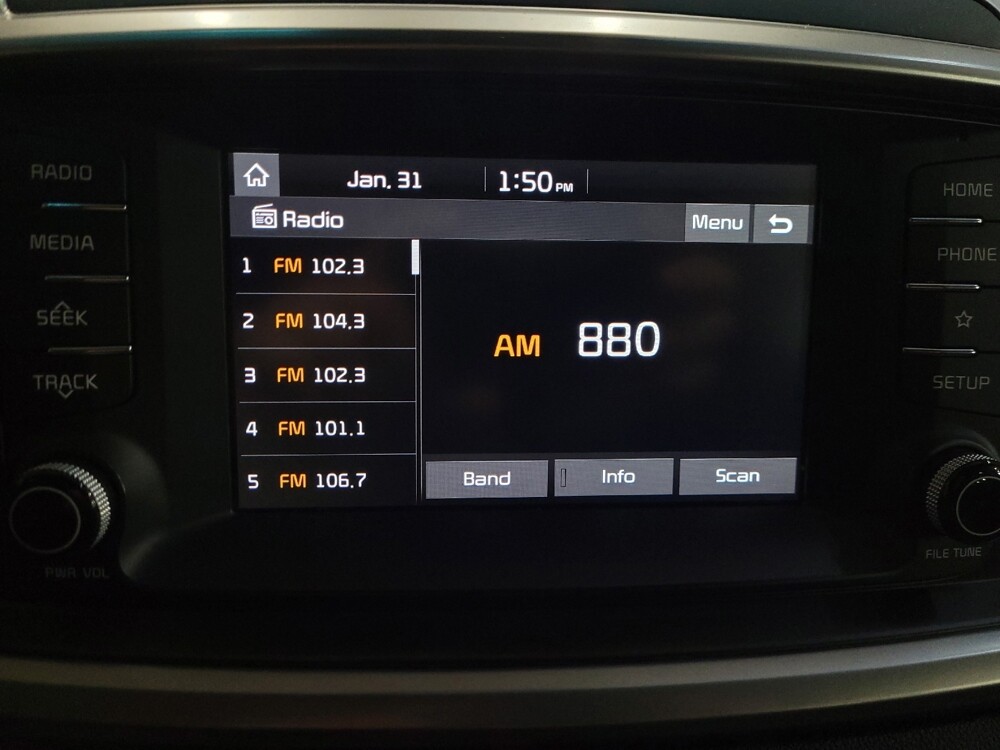 RADIO
MEDIA
SEEK
TRACK
PWR VOL
Jan. 31 1:50 PM
Radio Menu
1 FM 102.3
2 FM 104.3
3 FM 102.3
4 FM 101.1
5 FM 106.7
AM 880
Band Info Scan
HOME
PHONE
SETUP
FILE TUNE